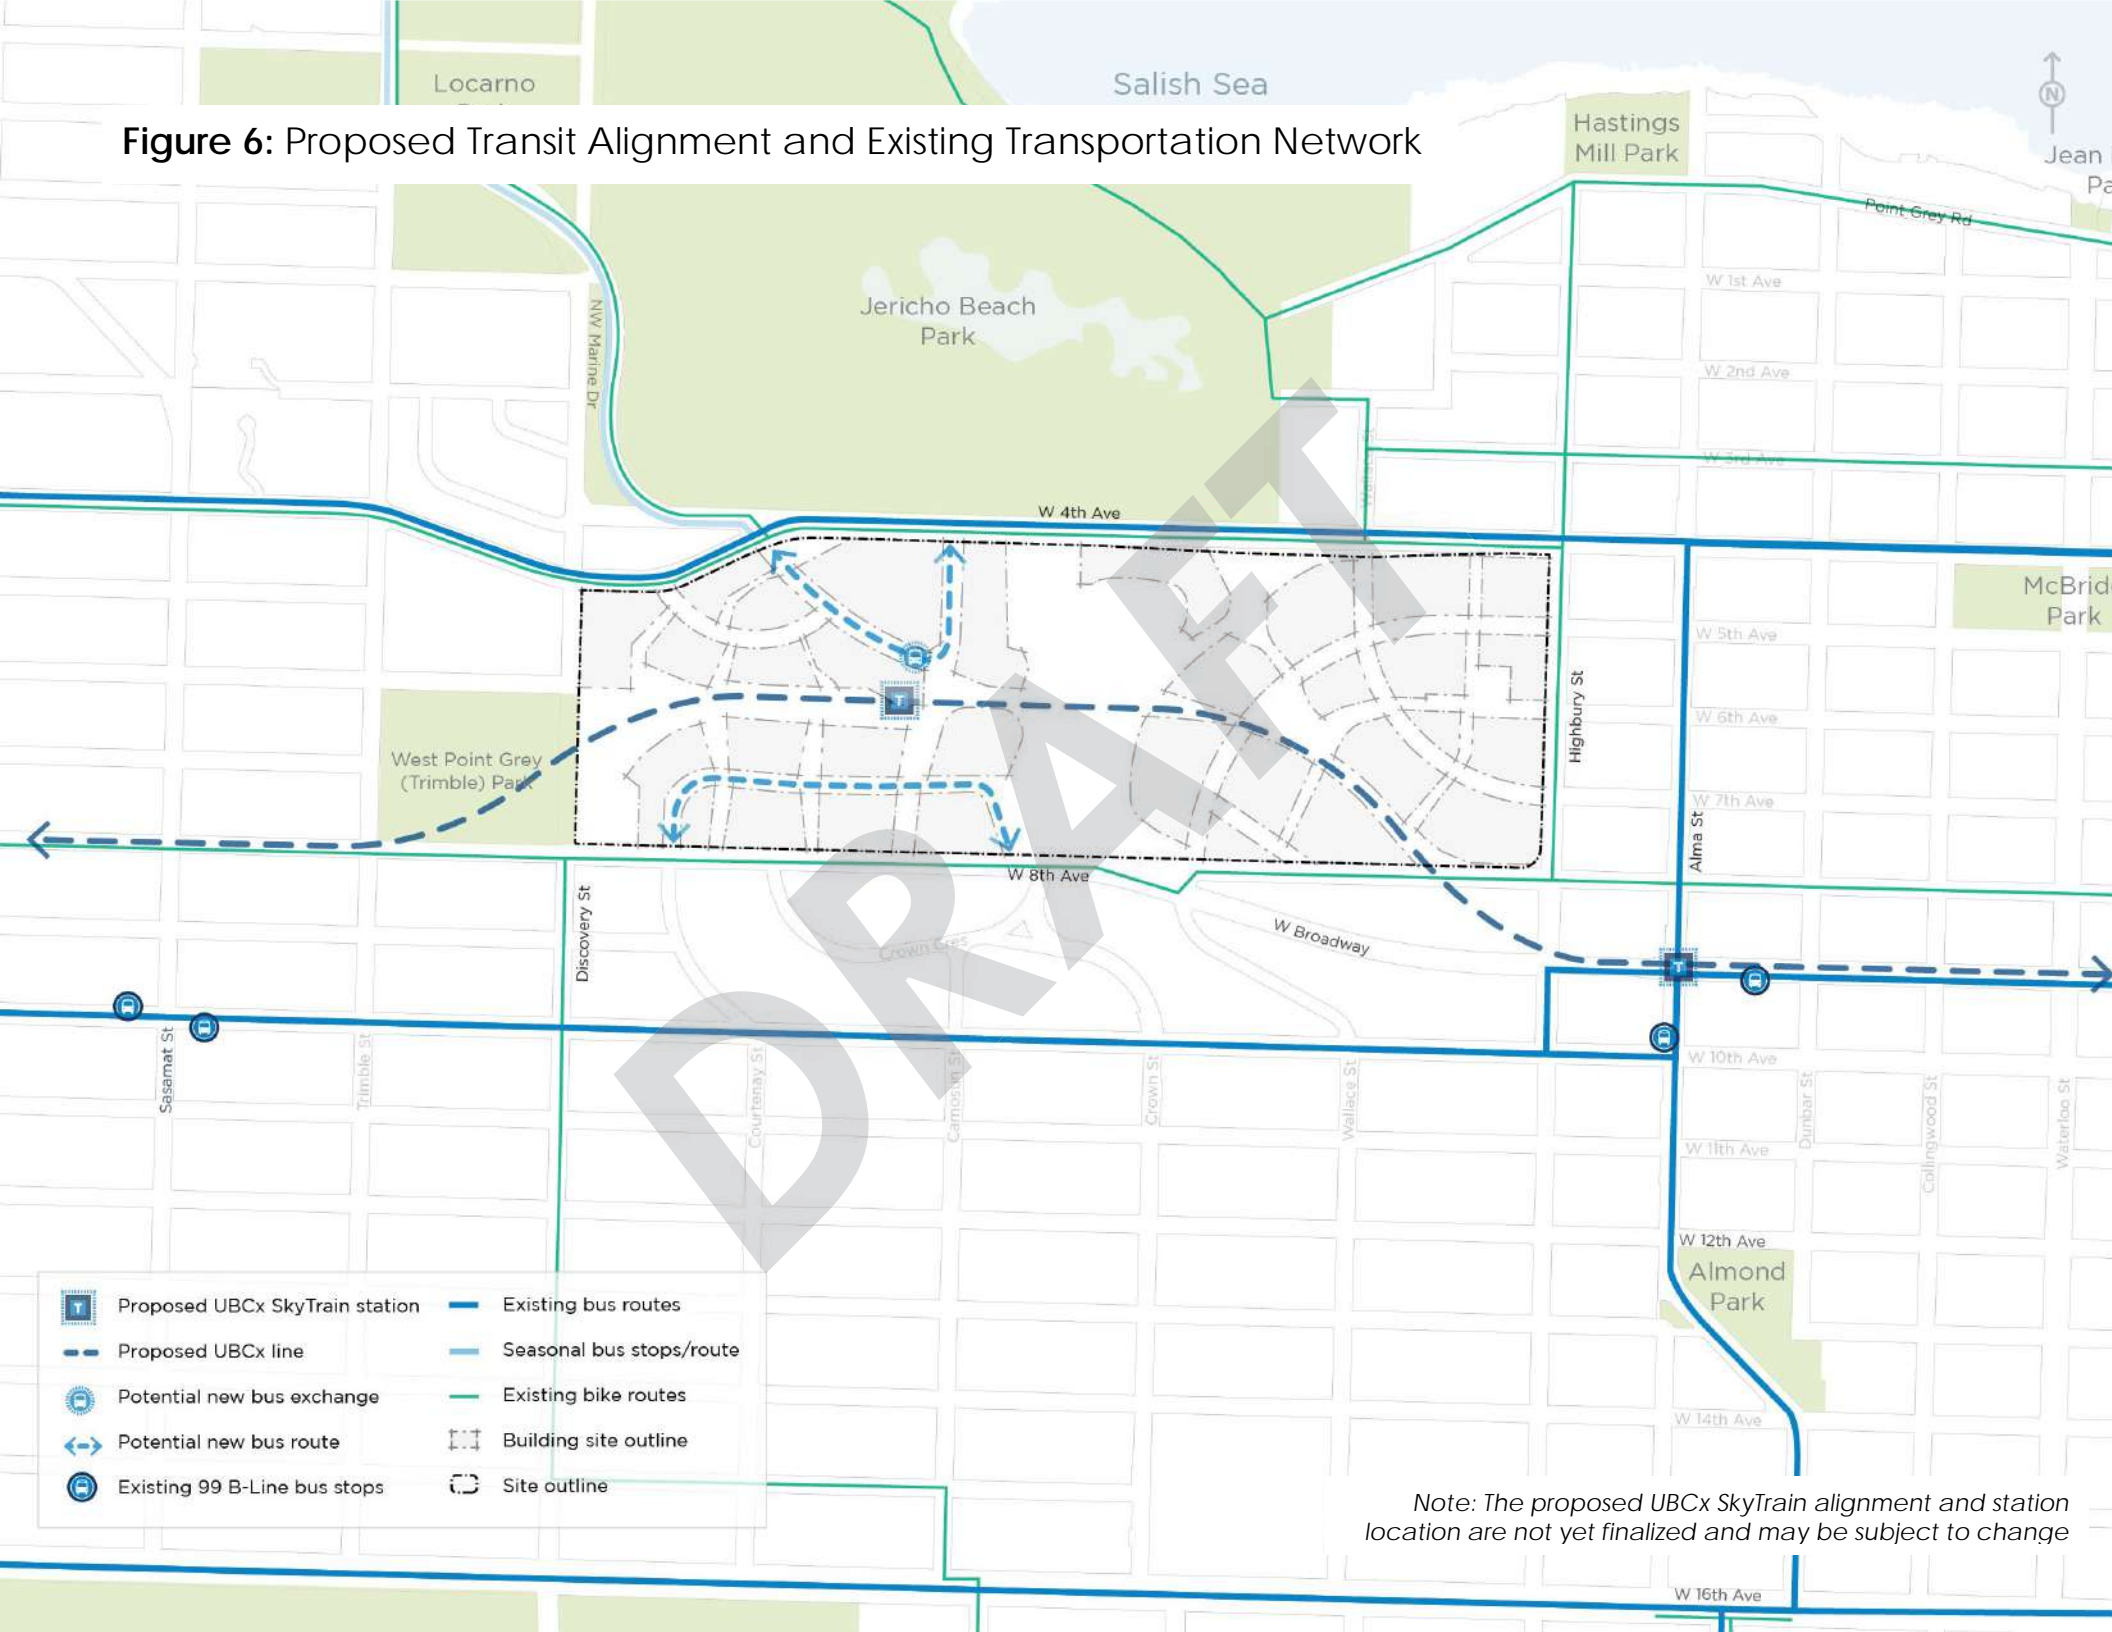 Locarno
Salish Sea
N
Hastings
Mill Park
Jean
Figure 6: Proposed Transit Alignment and Existing Transportation Network
Point Grey Rd
W 1st Ave
Jericho Beach
Park
NW Marine Dr
W 2nd Ave
W 3rd Ave
W 4th Ave
McBrid
Park
W 5th Ave
Highbury St
W 6th Ave
West Point Grey
(Trimble) Park
W 7th Ave
Alma St
W 8th Ave
Discovery St
W Broadway
Crown Cres
Sasamat St
Trimble St
Courtenay St
Camosun St
Crown St
Wallace St
W 10th Ave
Dunbar St
Collingwood St
Waterloo St
W 11th Ave
W 12th Ave
Almond
Park
W 14th Ave
W 16th Ave
DRAFT
T
T
T Proposed UBCx SkyTrain station
Proposed UBCx line
Potential new bus exchange
Potential new bus route
Existing 99 B-Line bus stops
Existing bus routes
Seasonal bus stops/route
Existing bike routes
Building site outline
Site outline
Note: The proposed UBCx SkyTrain alignment and station
location are not yet finalized and may be subject to change